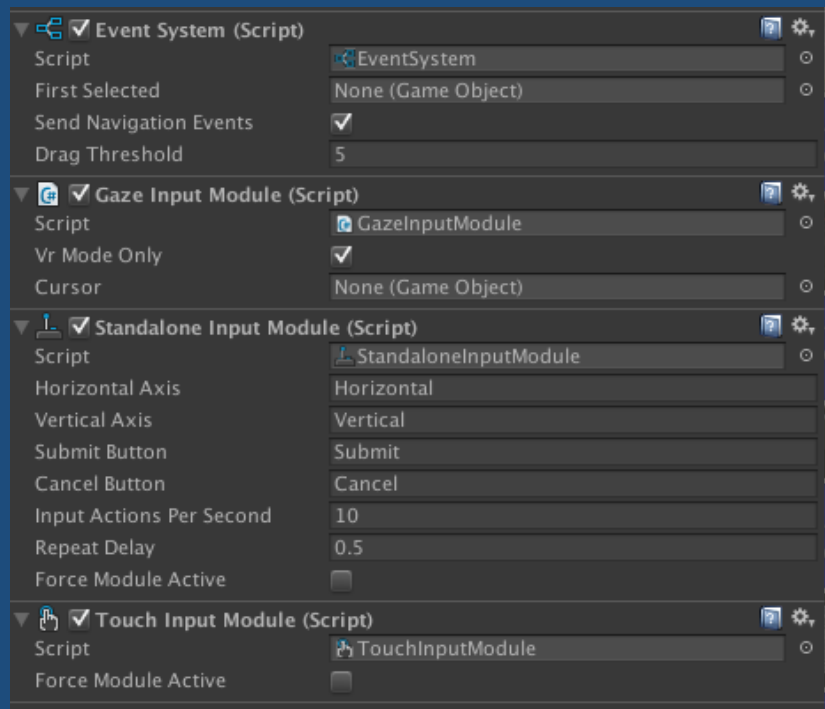 Event System (Script)
Script EventSystem
First Selected None (Game Object)
Send Navigation Events
Drag Threshold 5
Gaze Input Module (Script)
Script GazeInputModule
Vr Mode Only
Cursor None (Game Object)
Standalone Input Module (Script)
Script StandaloneInputModule
Horizontal Axis Horizontal
Vertical Axis Vertical
Submit Button Submit
Cancel Button Cancel
Input Actions Per Second 10
Repeat Delay 0.5
Force Module Active
Touch Input Module (Script)
Script TouchInputModule
Force Module Active